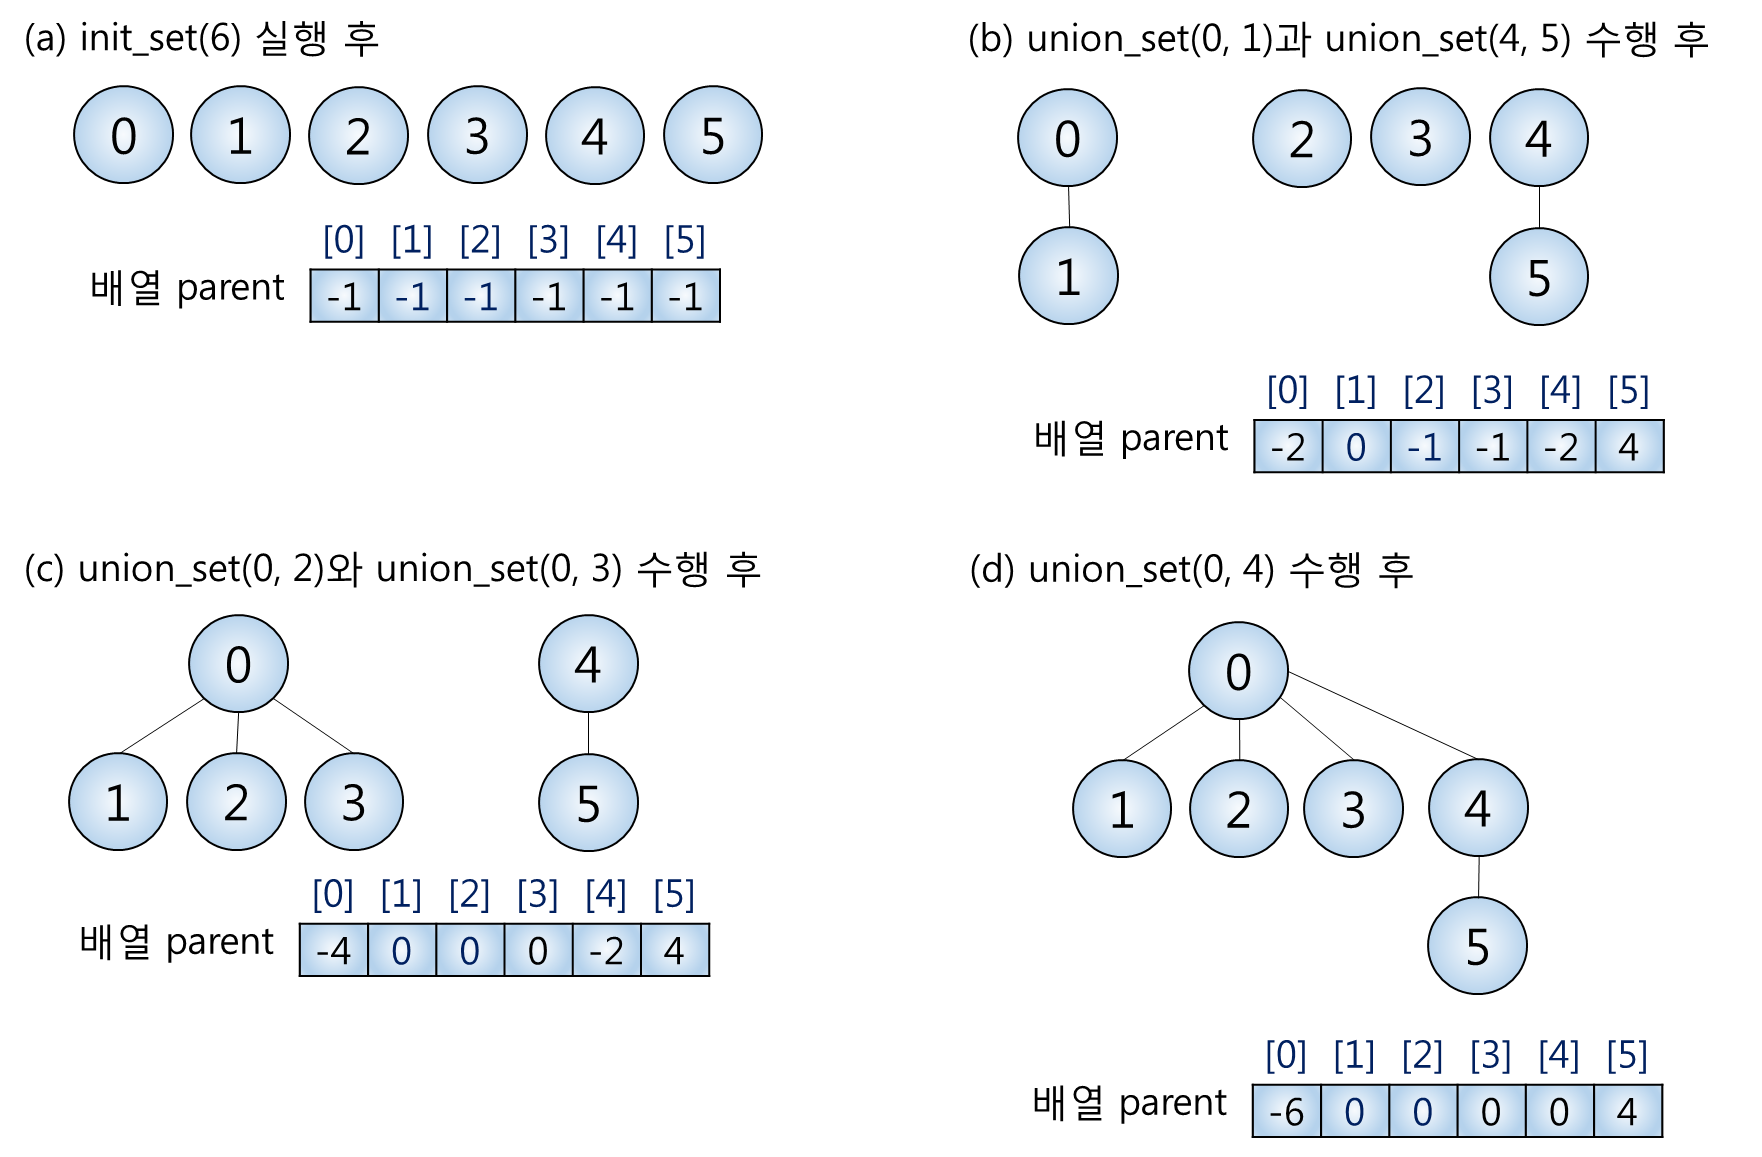 (a) init_set(6) 실행 후
0 1 2 3 4 5
[0] [1] [2] [3] [4] [5]
배열 parent -1 -1 -1 -1 -1 -1
(b) union_set(0, 1)과 union_set(4, 5) 수행 후
0 2 3 4
1 5
[0] [1] [2] [3] [4] [5]
배열 parent -2 0 -1 -1 -2 4
(c) union_set(0, 2)와 union_set(0, 3) 수행 후
0 4
1 2 3 5
[0] [1] [2] [3] [4] [5]
배열 parent -4 0 0 0 -2 4
(d) union_set(0, 4) 수행 후
0
1 2 3 4
5
[0] [1] [2] [3] [4] [5]
배열 parent -6 0 0 0 0 4